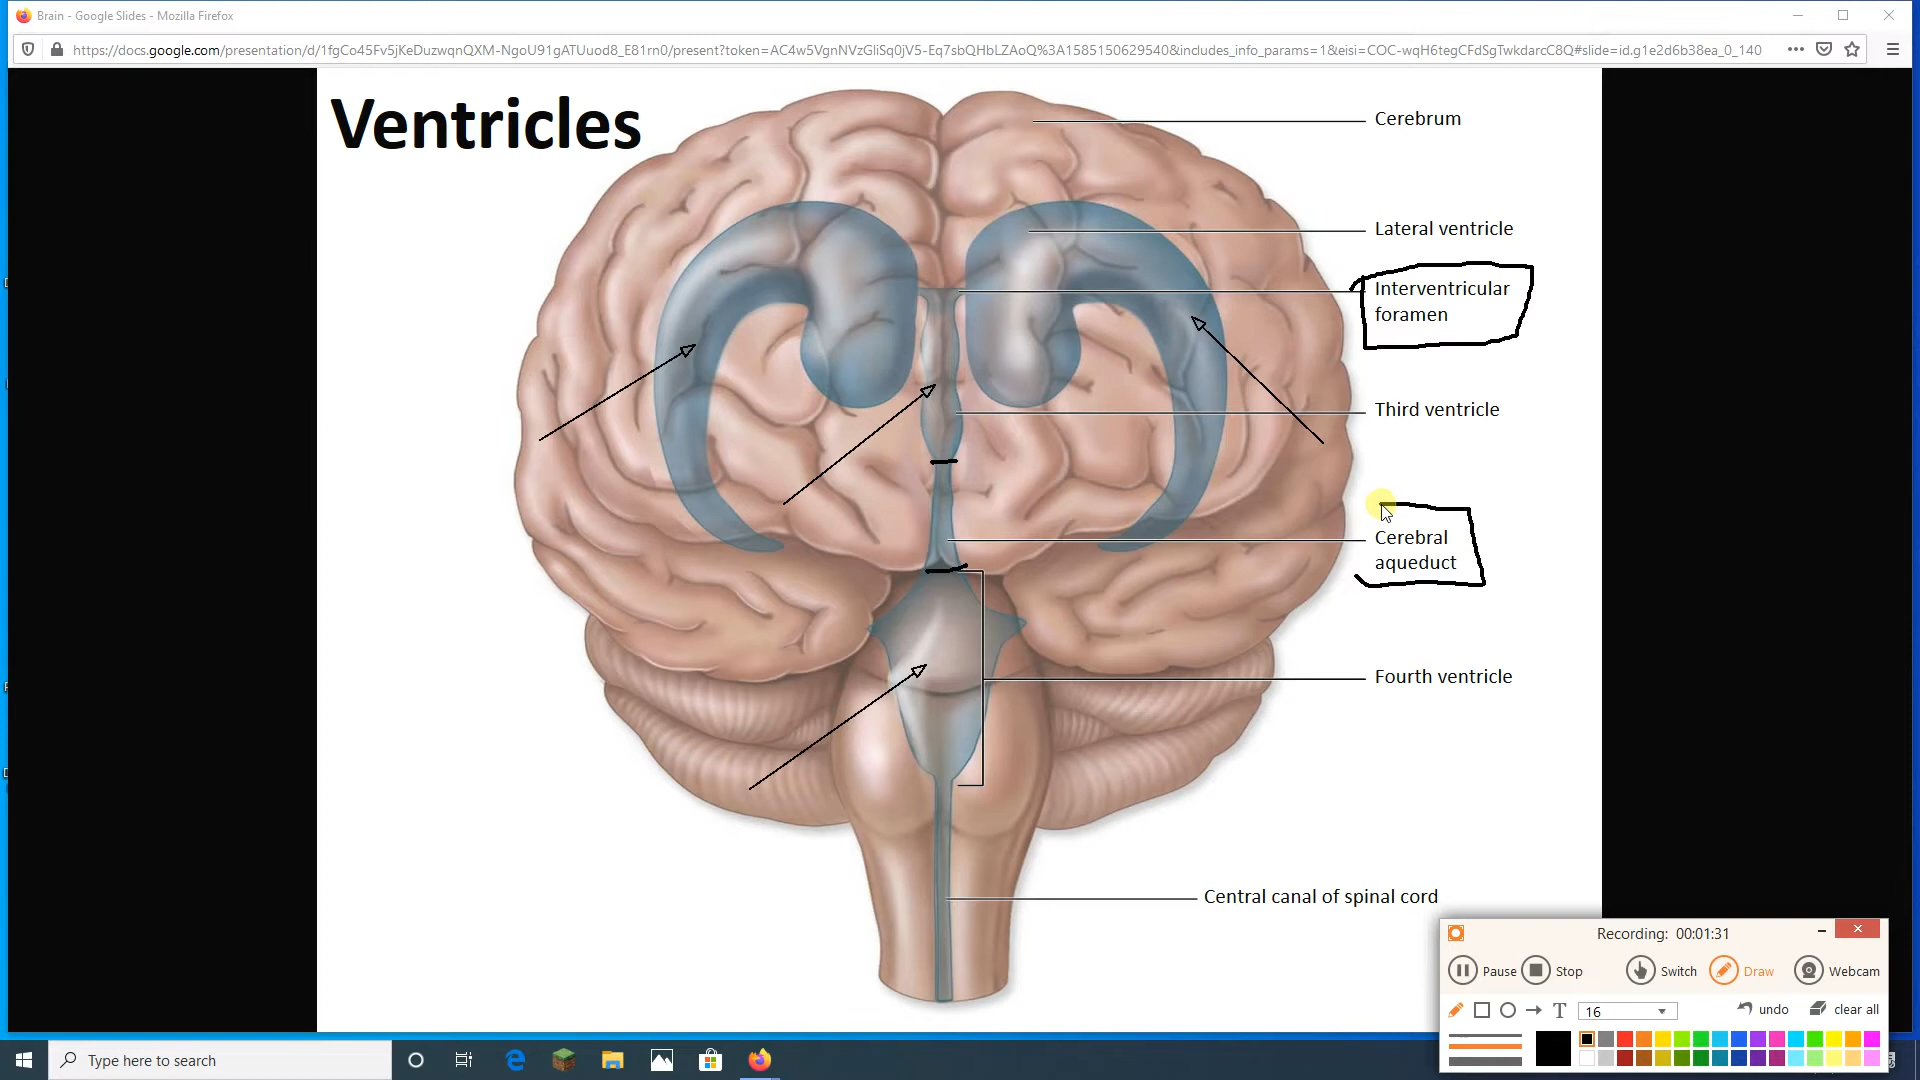 Brain - Google Slides - Mozilla Firefox
https://docs.google.com/presentation/d/1fgCo45Fv5jKeDuzwqnQXM-NgoU91gATUuod8_E81rn0/present?token=AC4w5VgnNVzGliSq0jV5-Eq7sbQHbLZAoQ%3A1585150629540&includes_info_params=1&eisi=COC-wqH6tegCFdSgTwkdarcC8Q#slide=id.g1e2d6b38ea_0_140
Ventricles
Cerebrum
Lateral ventricle
Interventricular
foramen
Third ventricle
Cerebral
aqueduct
Fourth ventricle
Central canal of spinal cord
Recording: 00:01:31
Pause
Stop
Switch
Draw
Webcam
T
16
undo
clear all
Type here to search